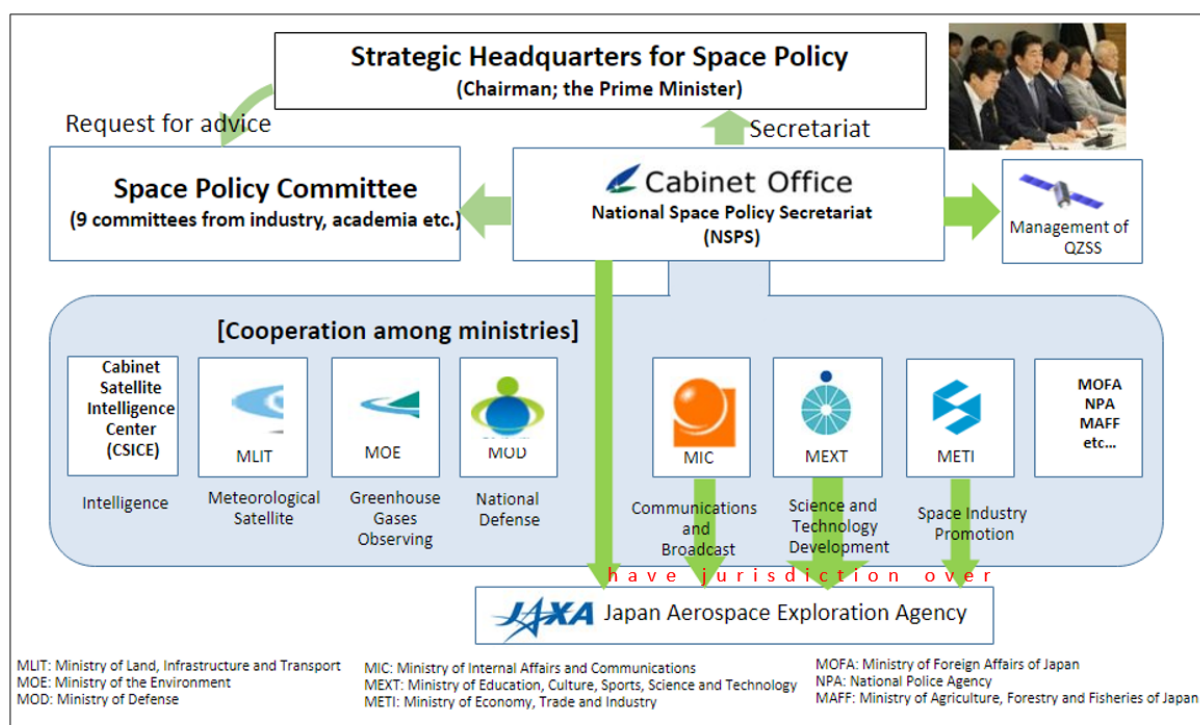 Strategic Headquarters for Space Policy
(Chairman; the Prime Minister)
Request for advice
Secretariat
Space Policy Committee
(9 committees from industry, academia etc.)
Cabinet Office
National Space Policy Secretariat
(NSPS)
Management of
QZSS
[Cooperation among ministries]
Cabinet
Satellite
Intelligence
Center
(CSICE)
Intelligence
MLIT
Meteorological
Satellite
MOE
Greenhouse
Gases
Observing
MOD
National
Defense
MIC
Communications
and
Broadcast
MEXT
Science and
Technology
Development
METI
Space Industry
Promotion
MOFA
NPA
MAFF
etc...
have jurisdiction over
JAXA Japan Aerospace Exploration Agency
MLIT: Ministry of Land, Infrastructure and Transport
MOE: Ministry of the Environment
MOD: Ministry of Defense
MIC: Ministry of Internal Affairs and Communications
MEXT: Ministry of Education, Culture, Sports, Science and Technology
METI: Ministry of Economy, Trade and Industry
MOFA: Ministry of Foreign Affairs of Japan
NPA: National Police Agency
MAFF: Ministry of Agriculture, Forestry and Fisheries of Japan